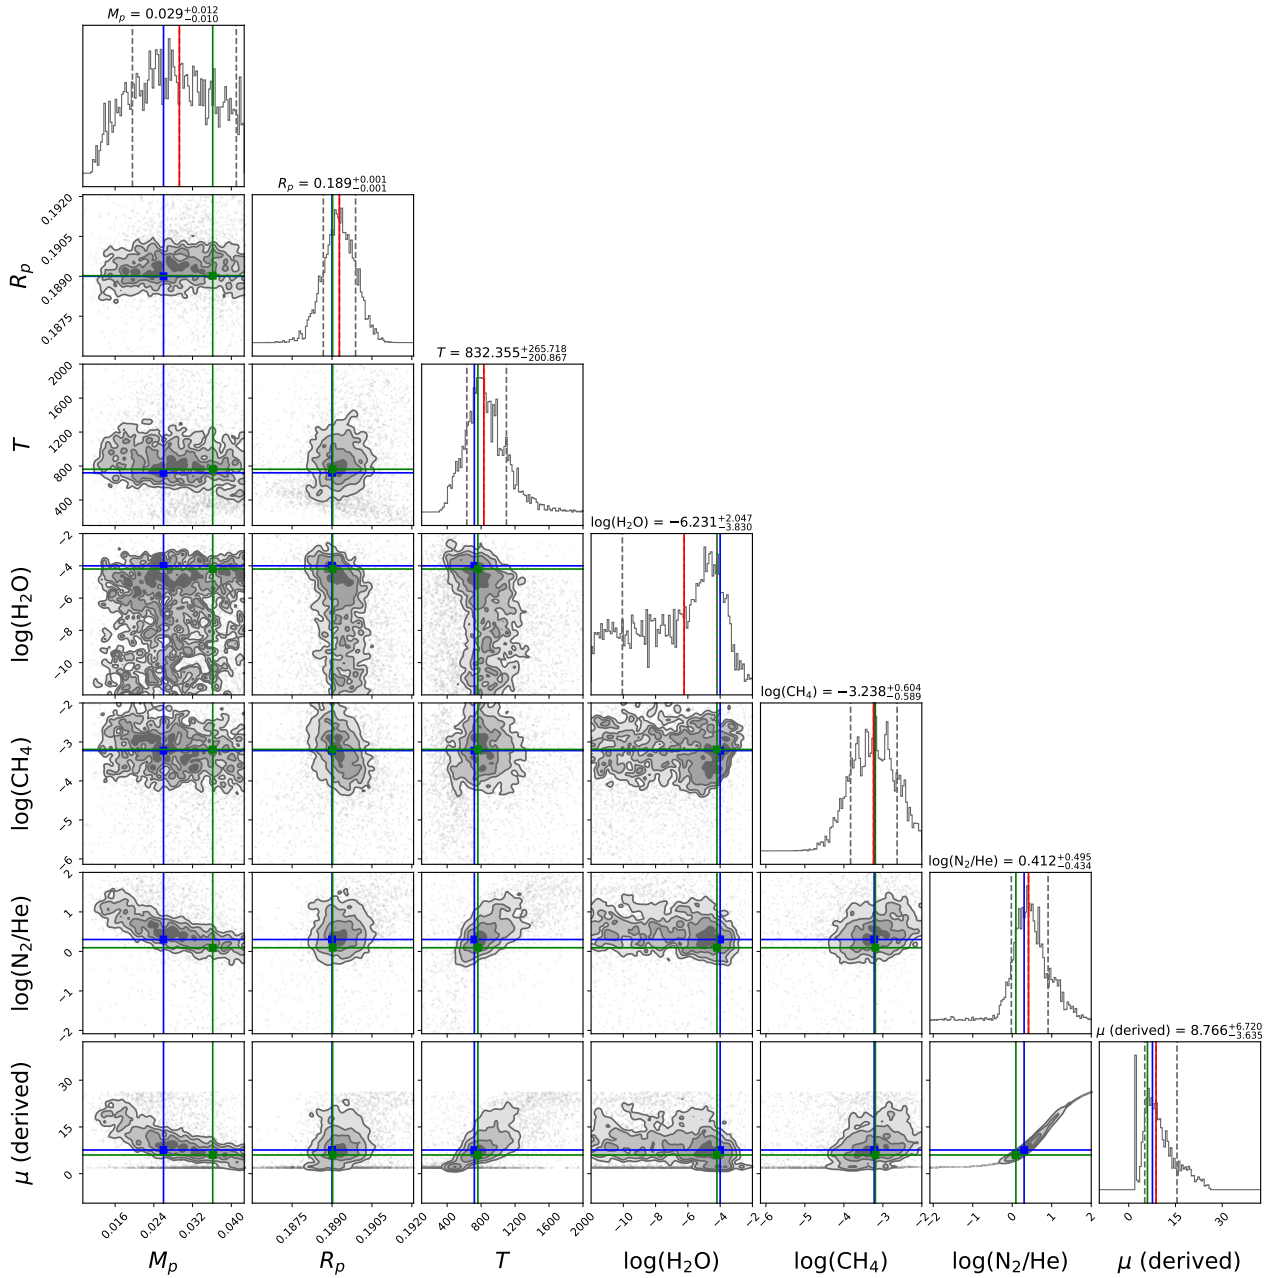 M_p = 0.029^{+0.012}_{-0.010}
R_p = 0.189^{+0.001}_{-0.001}
0.1920
0.1905
0.1890
0.1875
R_p
T = 832.355^{+265.718}_{-200.867}
2000
1600
1200
800
400
T
log(H₂O) = −6.231^{+2.047}_{-3.830}
−2
−4
−6
−8
−10
log(H₂O)
log(CH₄) = −3.238^{+0.604}_{-0.589}
−2
−3
−4
−5
−6
log(CH₄)
log(N₂/He) = 0.412^{+0.495}_{-0.434}
2
1
0
−1
−2
log(N₂/He)
μ (derived) = 8.766^{+6.720}_{-3.635}
30
15
0
μ (derived)
0.016 0.024 0.032 0.040
0.1875 0.1890 0.1905 0.1920
400 800 1200 1600 2000
−10 −8 −6 −4 −2
−6 −5 −4 −3 −2
−2 −1 0 1 2
0 15 30
M_p R_p T log(H₂O) log(CH₄) log(N₂/He) μ (derived)